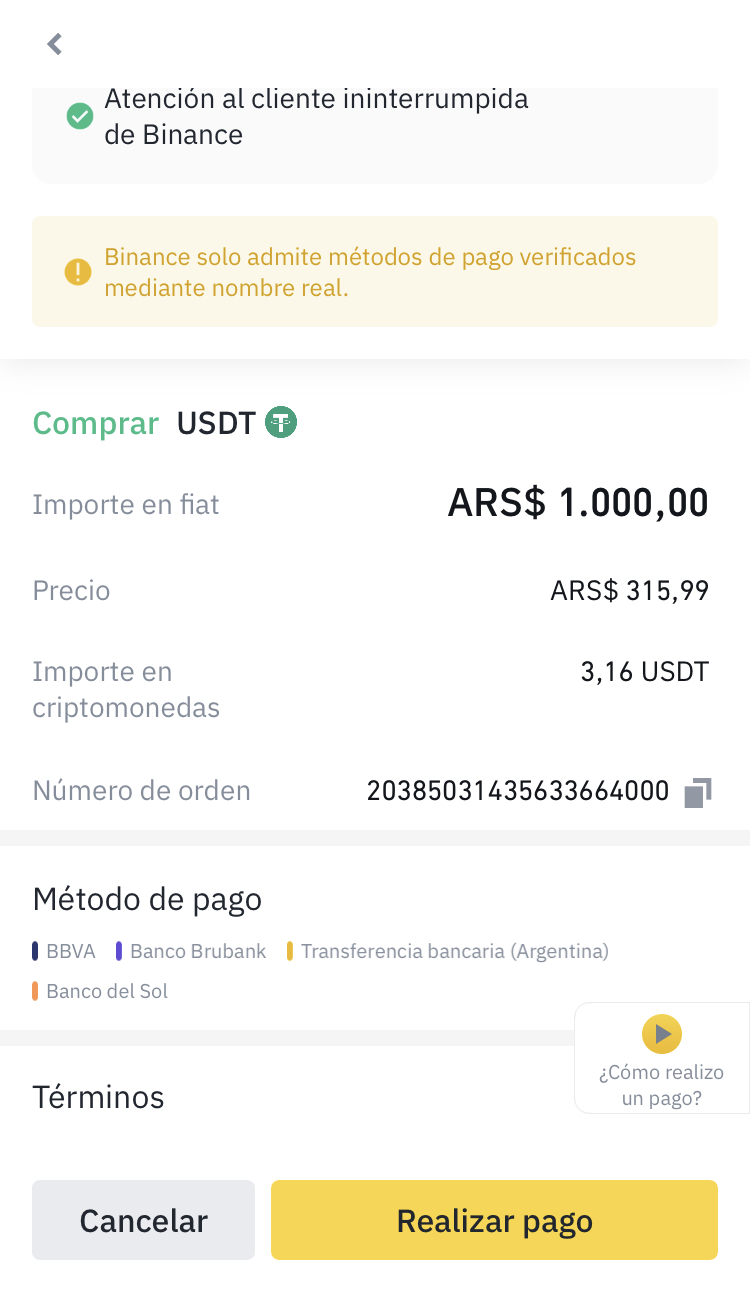 Atención al cliente ininterrumpida
de Binance
Binance solo admite métodos de pago verificados
mediante nombre real.
Comprar USDT
Importe en fiat ARS$ 1.000,00
Precio ARS$ 315,99
Importe en 3,16 USDT
criptomonedas
Número de orden 20385031435633664000
Método de pago
BBVA Banco Brubank Transferencia bancaria (Argentina)
Banco del Sol
¿Cómo realizo
un pago?
Términos
Cancelar Realizar pago